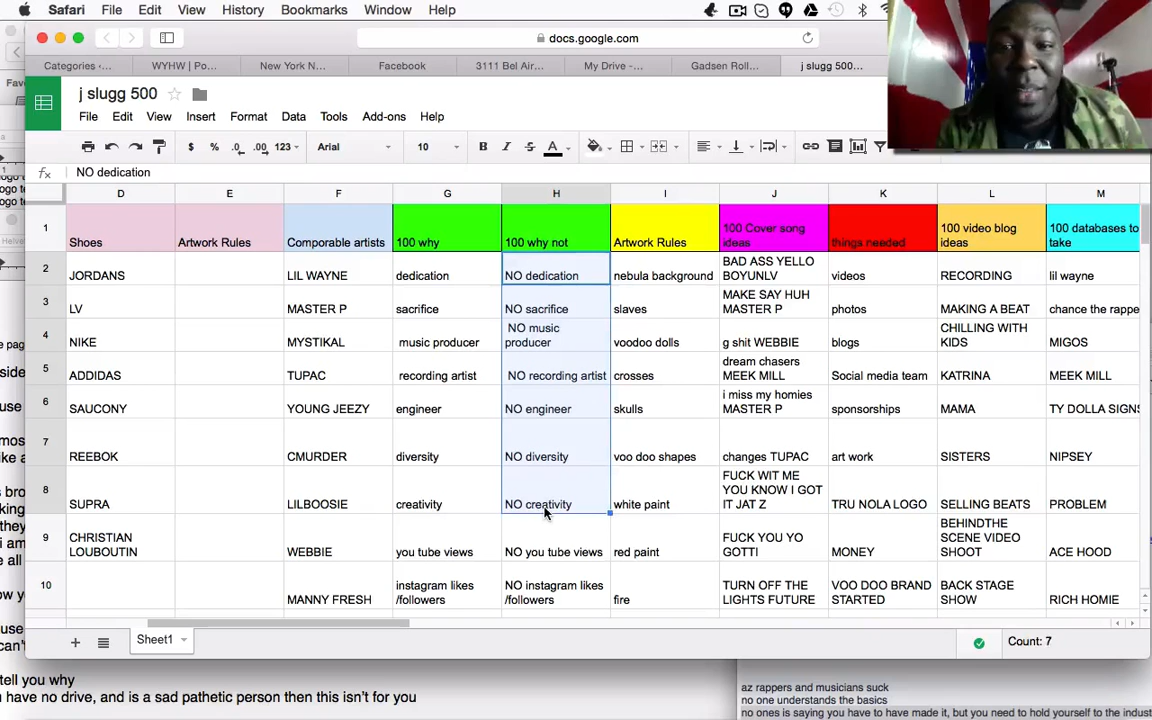 Safari File Edit View History Bookmarks Window Help
docs.google.com
Categories -... WYHW | Po... New York N... Facebook 3111 Bel Air... My Drive -... Gadsen Roll... j slugg 500...
j slugg 500
File Edit View Insert Format Data Tools Add-ons Help
$ % .0 .00 123 Arial 10 B I S A
fx NO dedication
D E F G H I J K L M
1 Shoes Artwork Rules Comporable artists 100 why 100 why not Artwork Rules 100 Cover song ideas things needed 100 video blog ideas 100 databases to take
2 JORDANS LIL WAYNE dedication NO dedication nebula background BAD ASS YELLO BOYUNLV videos RECORDING lil wayne
3 LV MASTER P sacrifice NO sacrifice slaves MAKE SAY HUH MASTER P photos MAKING A BEAT chance the rappe
4 NIKE MYSTIKAL music producer NO music producer voodoo dolls g shit WEBBIE blogs CHILLING WITH KIDS MIGOS
5 ADDIDAS TUPAC recording artist NO recording artist crosses dream chasers MEEK MILL Social media team KATRINA MEEK MILL
6 SAUCONY YOUNG JEEZY engineer NO engineer skulls i miss my homies MASTER P sponsorships MAMA TY DOLLA SIGN
7 REEBOK CMURDER diversity NO diversity voo doo shapes changes TUPAC art work SISTERS NIPSEY
8 SUPRA LILBOOSIE creativity NO creativity white paint FUCK WIT ME YOU KNOW I GOT IT JAT Z TRU NOLA LOGO SELLING BEATS PROBLEM
9 CHRISTIAN LOUBOUTIN WEBBIE you tube views NO you tube views red paint FUCK YOU YO GOTTI MONEY BEHINDTHE SCENE VIDEO SHOOT ACE HOOD
10 MANNY FRESH instagram likes /followers NO instagram likes /followers fire TURN OFF THE LIGHTS FUTURE VOO DOO BRAND STARTED BACK STAGE SHOW RICH HOMIE
Sheet1 Count: 7
tell you why
have no drive, and is a sad pathetic person then this isn't for you
az rappers and musicians suck
no one understands the basics
no ones is saying you have to have made it, but you need to hold yourself to the indust